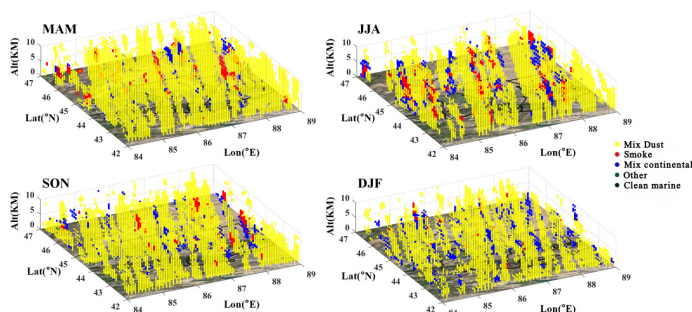 MAM
Alt(KM)
10
5
0
47
46
45
44
43
42
Lat(°N)
84
85
86
87
88
89
Lon(°E)
JJA
Alt(KM)
10
5
0
47
46
45
44
43
42
Lat(°N)
84
85
86
87
88
89
Lon(°E)
Mix Dust
Smoke
Mix continental
Other
Clean marine
SON
Alt(KM)
10
5
0
47
46
45
44
43
42
Lat(°N)
84
85
86
87
88
89
Lon(°E)
DJF
Alt(KM)
10
5
0
47
46
45
44
43
42
Lat(°N)
84
85
86
87
88
89
Lon(°E)